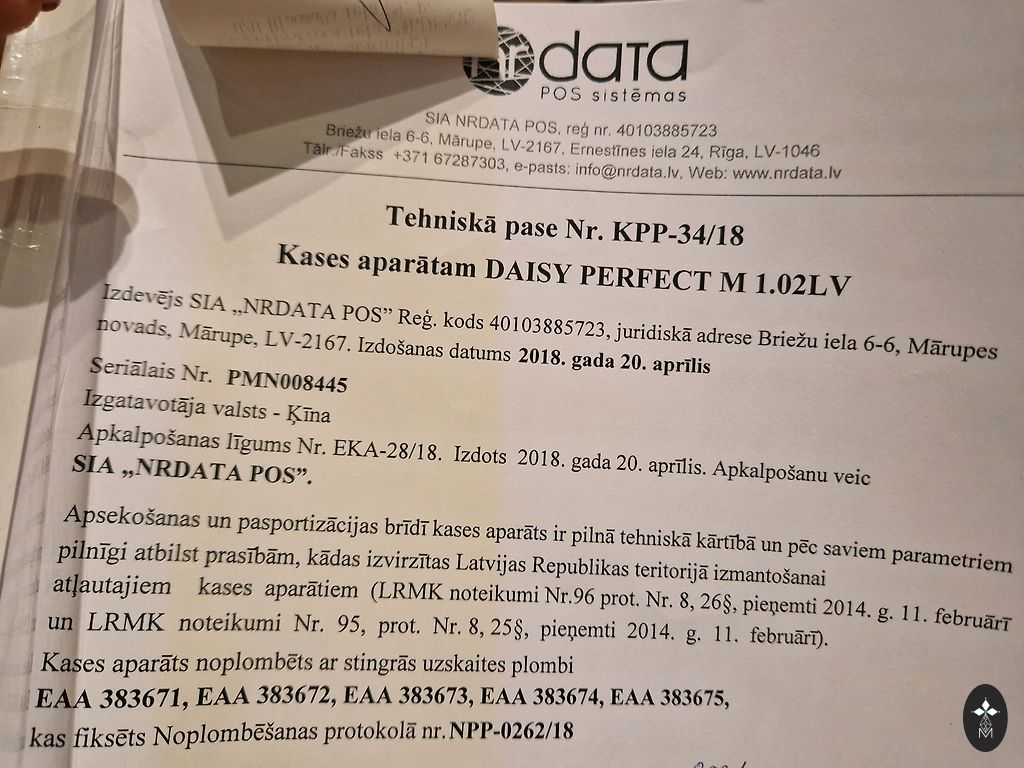 nrdata
POS sistēmas
SIA NRDATA POS, reģ nr. 40103885723
Briežu iela 6-6, Mārupe, LV-2167, Ernestīnes iela 24, Rīga, LV-1046
Tālr./Fakss +371 67287303, e-pasts: info@nrdata.lv, Web: www.nrdata.lv
Tehniskā pase Nr. KPP-34/18
Kases aparātam DAISY PERFECT M 1.02LV
Izdevējs SIA „NRDATA POS” Reģ. kods 40103885723, juridiskā adrese Briežu iela 6-6, Mārupes
novads, Mārupe, LV-2167. Izdošanas datums 2018. gada 20. aprīlis
Seriālais Nr. PMN008445
Izgatavotāja valsts - Ķīna
Apkalpošanas līgums Nr. EKA-28/18. Izdots 2018. gada 20. aprīlis. Apkalpošanu veic
SIA „NRDATA POS”.
Apsekošanas un pasportizācijas brīdī kases aparāts ir pilnā tehniskā kārtībā un pēc saviem parametriem
pilnīgi atbilst prasībām, kādas izvirzītas Latvijas Republikas teritorijā izmantošanai
atļautajiem kases aparātiem (LRMK noteikumi Nr.96 prot. Nr. 8, 26§, pieņemti 2014. g. 11. februārī
un LRMK noteikumi Nr. 95, prot. Nr. 8, 25§, pieņemti 2014. g. 11. februārī).
Kases aparāts noplombēts ar stingrās uzskaites plombi
EAA 383671, EAA 383672, EAA 383673, EAA 383674, EAA 383675,
kas fiksēts Noplombēšanas protokolā nr. NPP-0262/18